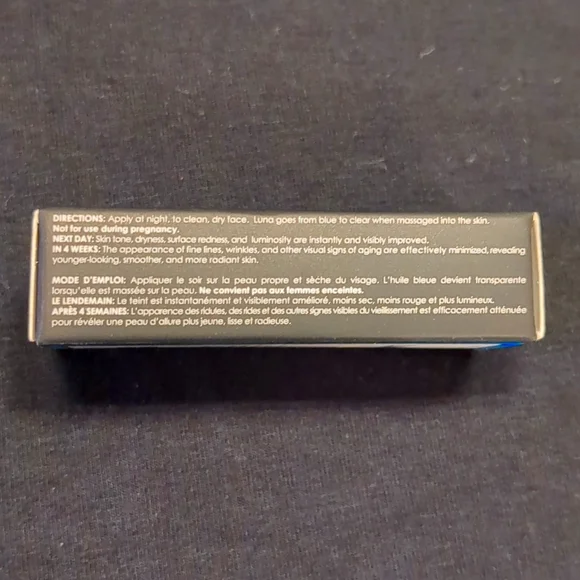 DIRECTIONS: Apply at night, to clean, dry face. Luna goes from blue to clear when massaged into the skin.
Not for use during pregnancy.
NEXT DAY: Skin tone, dryness, surface redness, and luminosity are instantly and visibly improved.
IN 4 WEEKS: The appearance of fine lines, wrinkles, and other visual signs of aging are effectively minimized, revealing
younger-looking, smoother, and more radiant skin.
MODE D'EMPLOI: Appliquer le soir sur la peau propre et sèche du visage. L'huile bleue devient transparente
lorsqu'elle est massée sur la peau. Ne convient pas aux femmes enceintes.
LE LENDEMAIN: Le teint est instantanément et visiblement amélioré, moins sec, moins rouge et plus lumineux.
APRÈS 4 SEMAINES: L'apparence des ridules, des rides et des autres signes visibles du vieillissement est efficacement atténuée
pour révéler une peau d'allure plus jeune, lisse et radieuse.